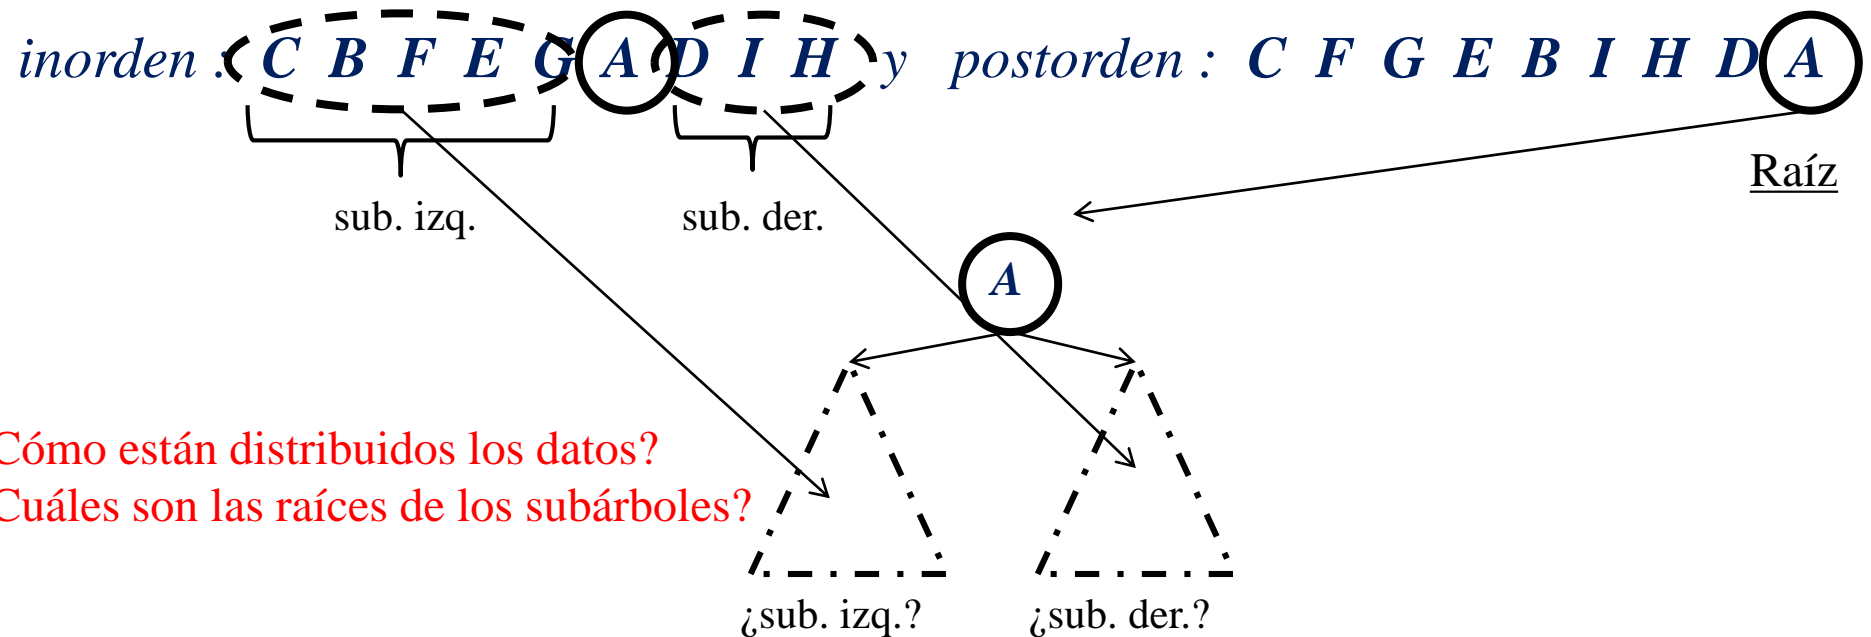 inorden : C B F E G A D I H y postorden : C F G E B I H D A
Raíz
sub. izq. sub. der.
A
Cómo están distribuidos los datos?
Cuáles son las raíces de los subárboles?
¿sub. izq.? ¿sub. der.?